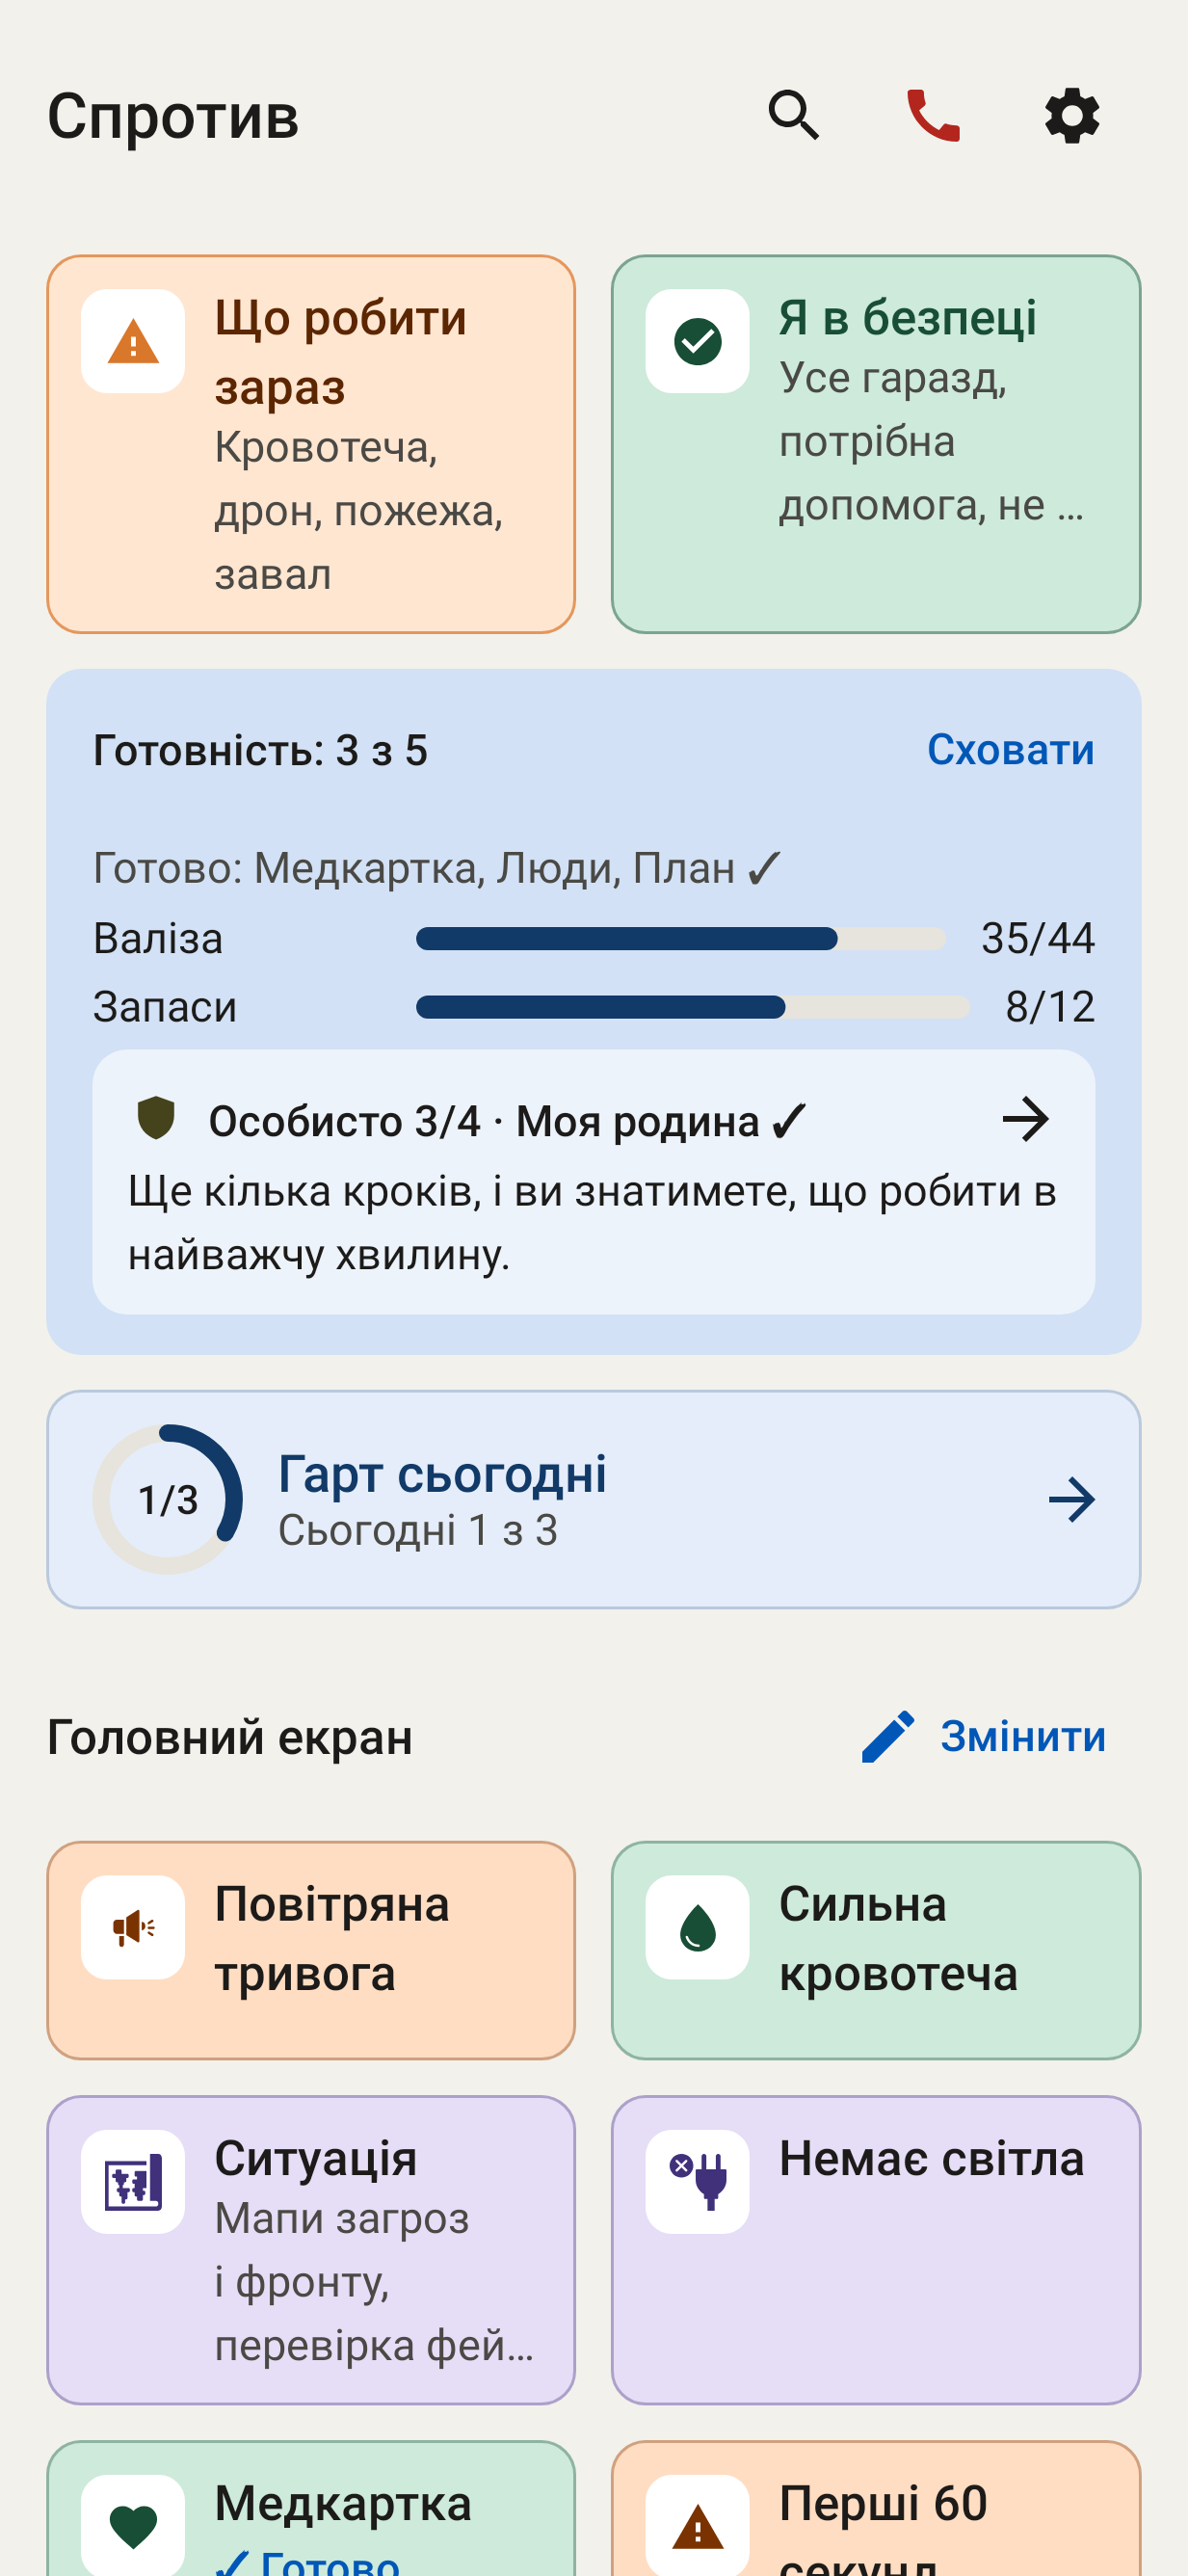 Спротив
Що робити
зараз
Кровотеча,
дрон, пожежа,
завал
Я в безпеці
Усе гаразд,
потрібна
допомога, не ...
Готовність: 3 з 5
Сховати
Готово: Медкартка, Люди, План ✓
Валіза
35/44
Запаси
8/12
Особисто 3/4 · Моя родина ✓
Ще кілька кроків, і ви знатимете, що робити в
найважчу хвилину.
1/3
Гарт сьогодні
Сьогодні 1 з 3
Головний екран
Змінити
Повітряна
тривога
Сильна
кровотеча
Ситуація
Мапи загроз
і фронту,
перевірка фей...
Немає світла
Медкартка
✓ Готово
Перші 60
секунд